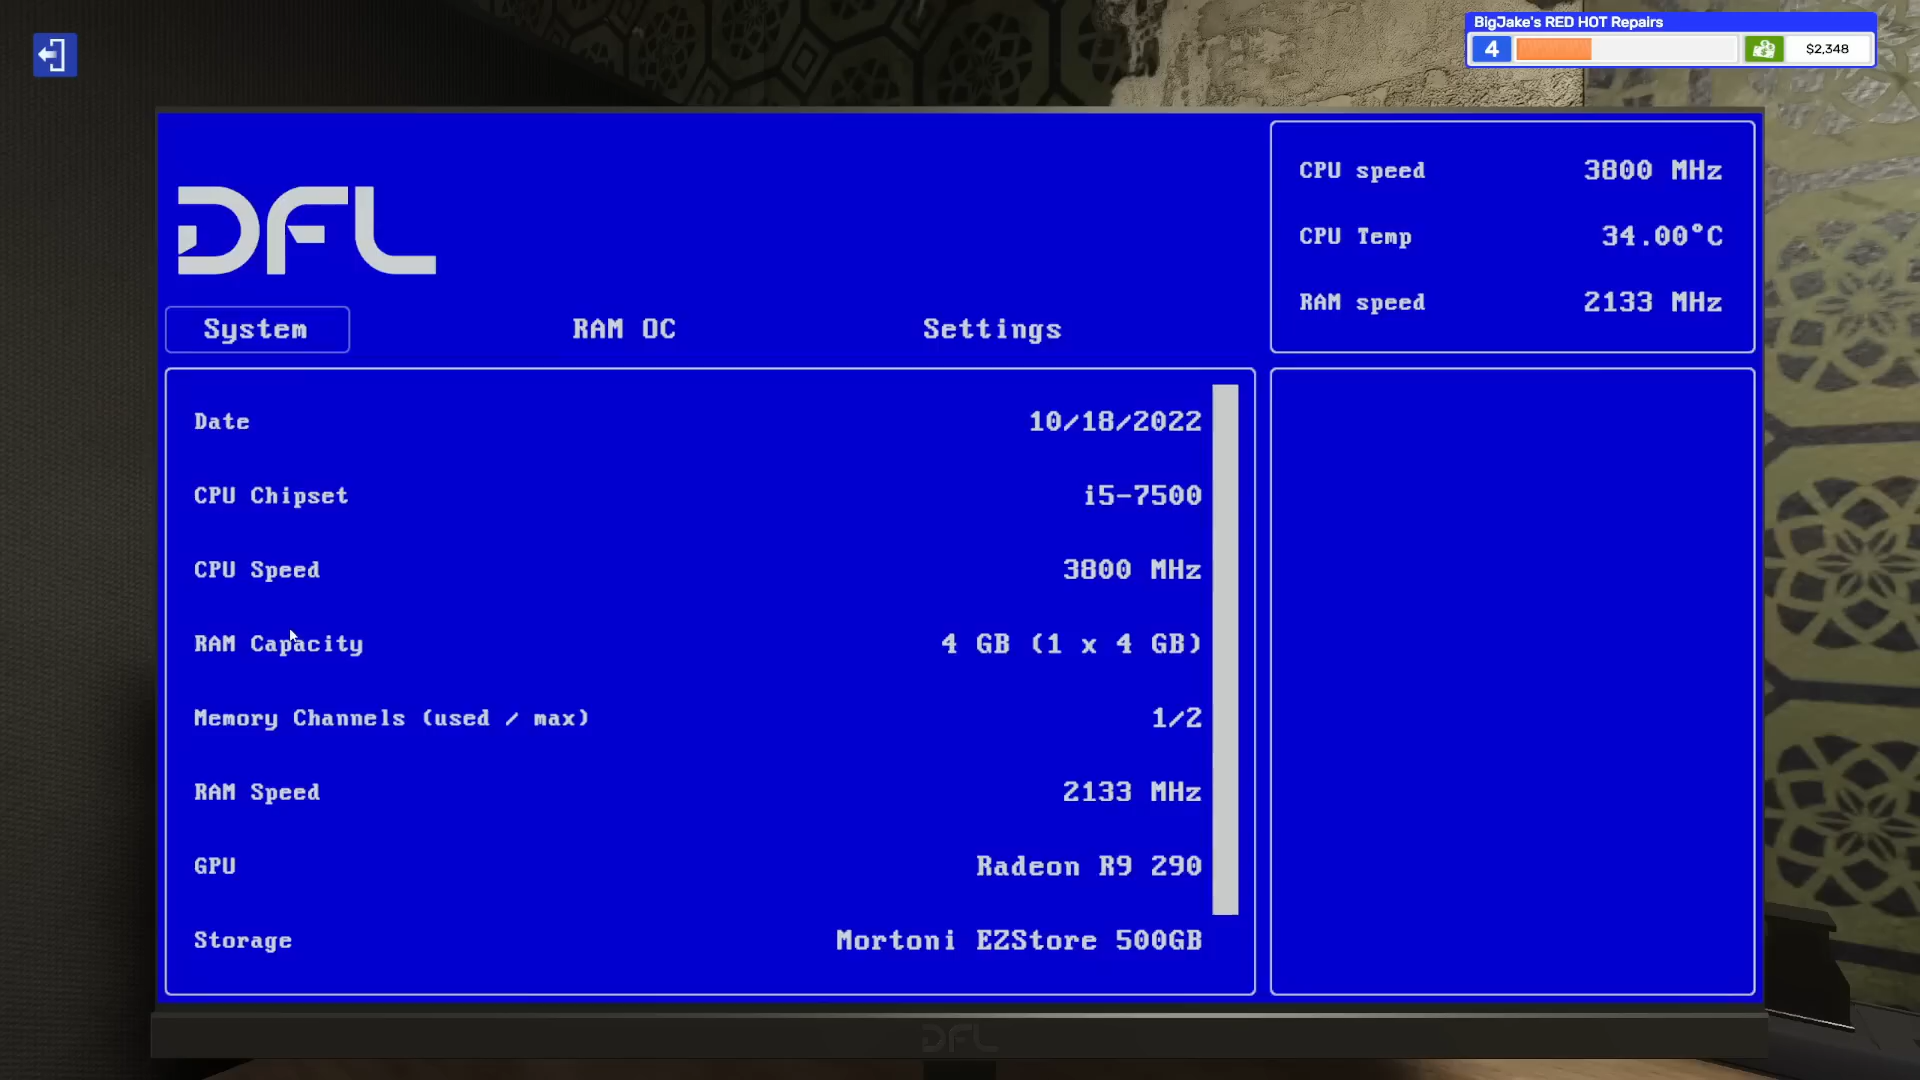 BigJake's RED HOT Repairs
4
$2,348
DFL
CPU speed 3800 MHz
CPU Temp 34.00°C
RAM speed 2133 MHz
System RAM OC Settings
Date 10/18/2022
CPU Chipset i5-7500
CPU Speed 3800 MHz
RAM Capacity 4 GB (1 x 4 GB)
Memory Channels (used / max) 1/2
RAM Speed 2133 MHz
GPU Radeon R9 290
Storage Mortoni EZStore 500GB
DFL